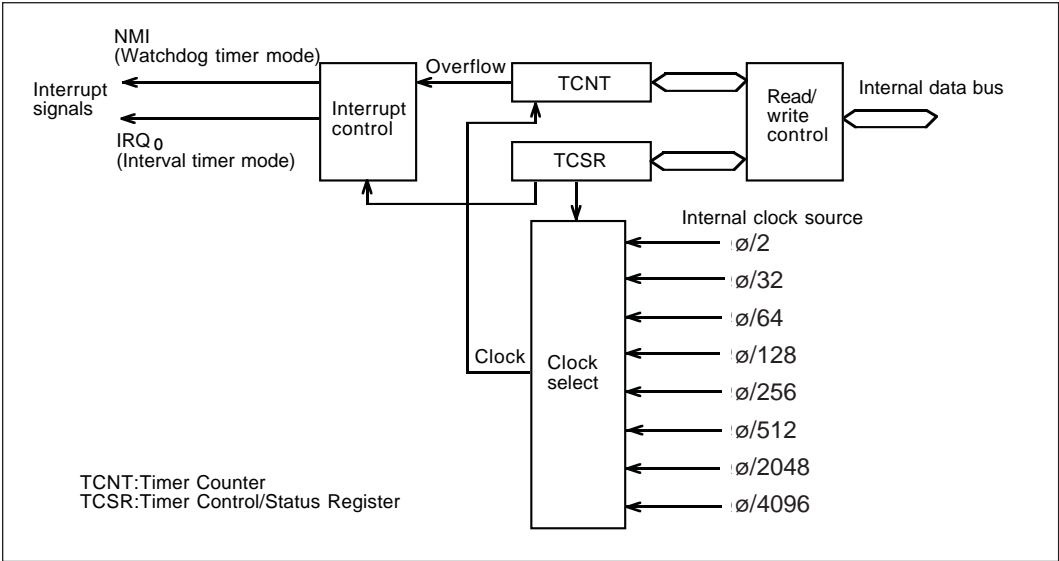 NMI
(Watchdog timer mode)
Interrupt
signals
IRQ0
(Interval timer mode)
Interrupt
control
Overflow
TCNT
TCSR
Read/
write
control
Internal data bus
Internal clock source
ø/2
ø/32
ø/64
ø/128
ø/256
ø/512
ø/2048
ø/4096
Clock
Clock
select
TCNT:Timer Counter
TCSR:Timer Control/Status Register